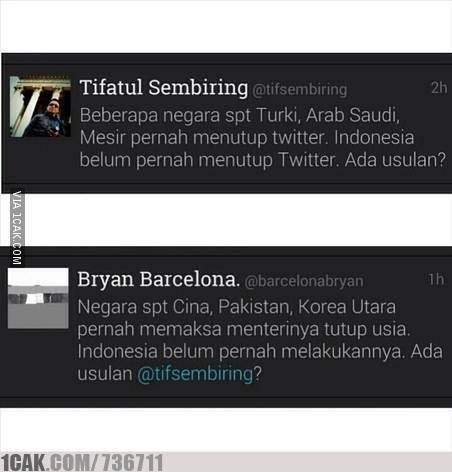 Tifatul Sembiring @tifsembiring 2h
Beberapa negara spt Turki, Arab Saudi,
Mesir pernah menutup twitter. Indonesia
belum pernah menutup Twitter. Ada usulan?
VIA 1CAK.COM
Bryan Barcelona. @barcelonabryan 1h
Negara spt Cina, Pakistan, Korea Utara
pernah memaksa menterinya tutup usia.
Indonesia belum pernah melakukannya. Ada
usulan @tifsembiring?
1CAK.COM/736711